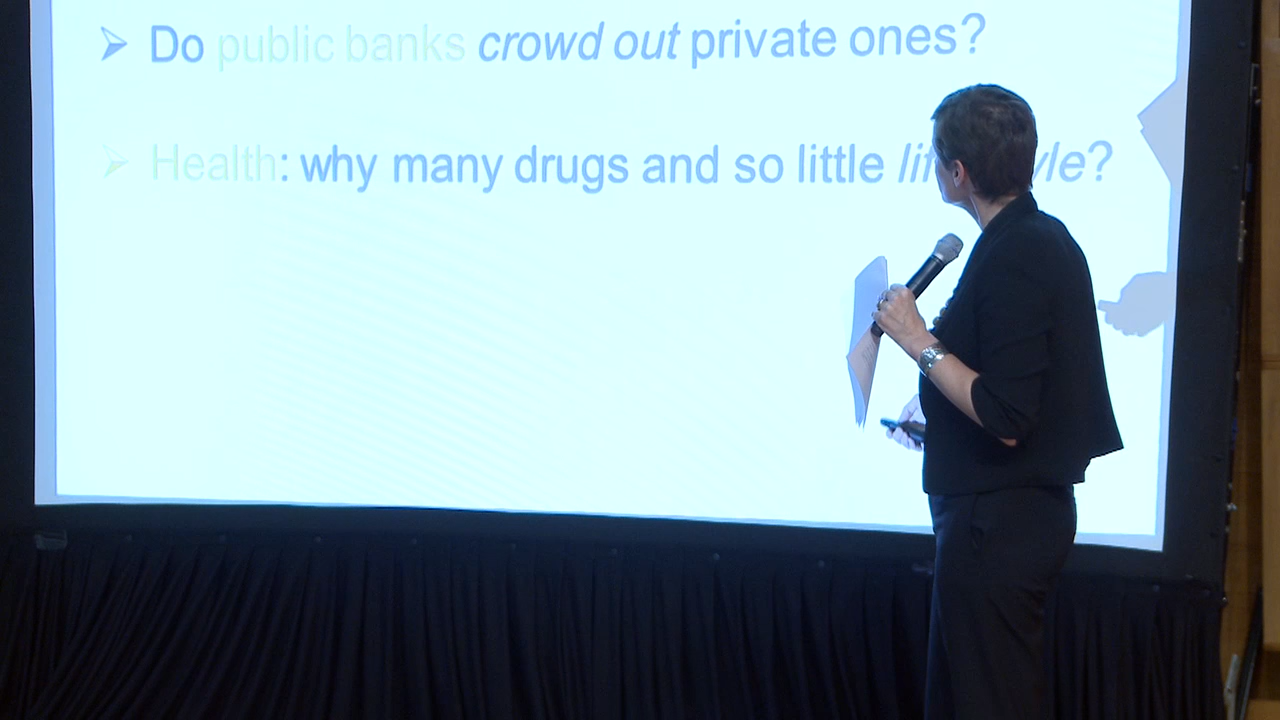 ➢ Do public banks crowd out private ones?
➢ Health: why many drugs and so little